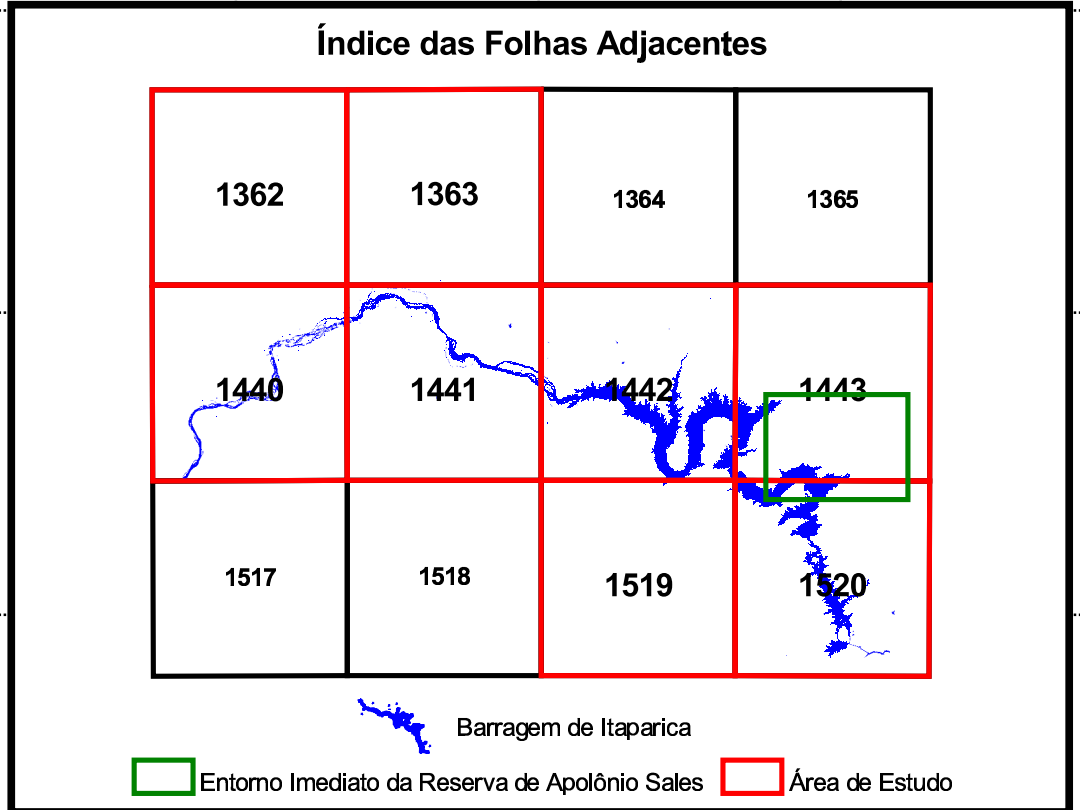 Índice das Folhas Adjacentes
1362 1363 1364 1365
1440 1441 1442 1443
1517 1518 1519 1520
Barragem de Itaparica
Entorno Imediato da Reserva de Apolônio Sales Área de Estudo